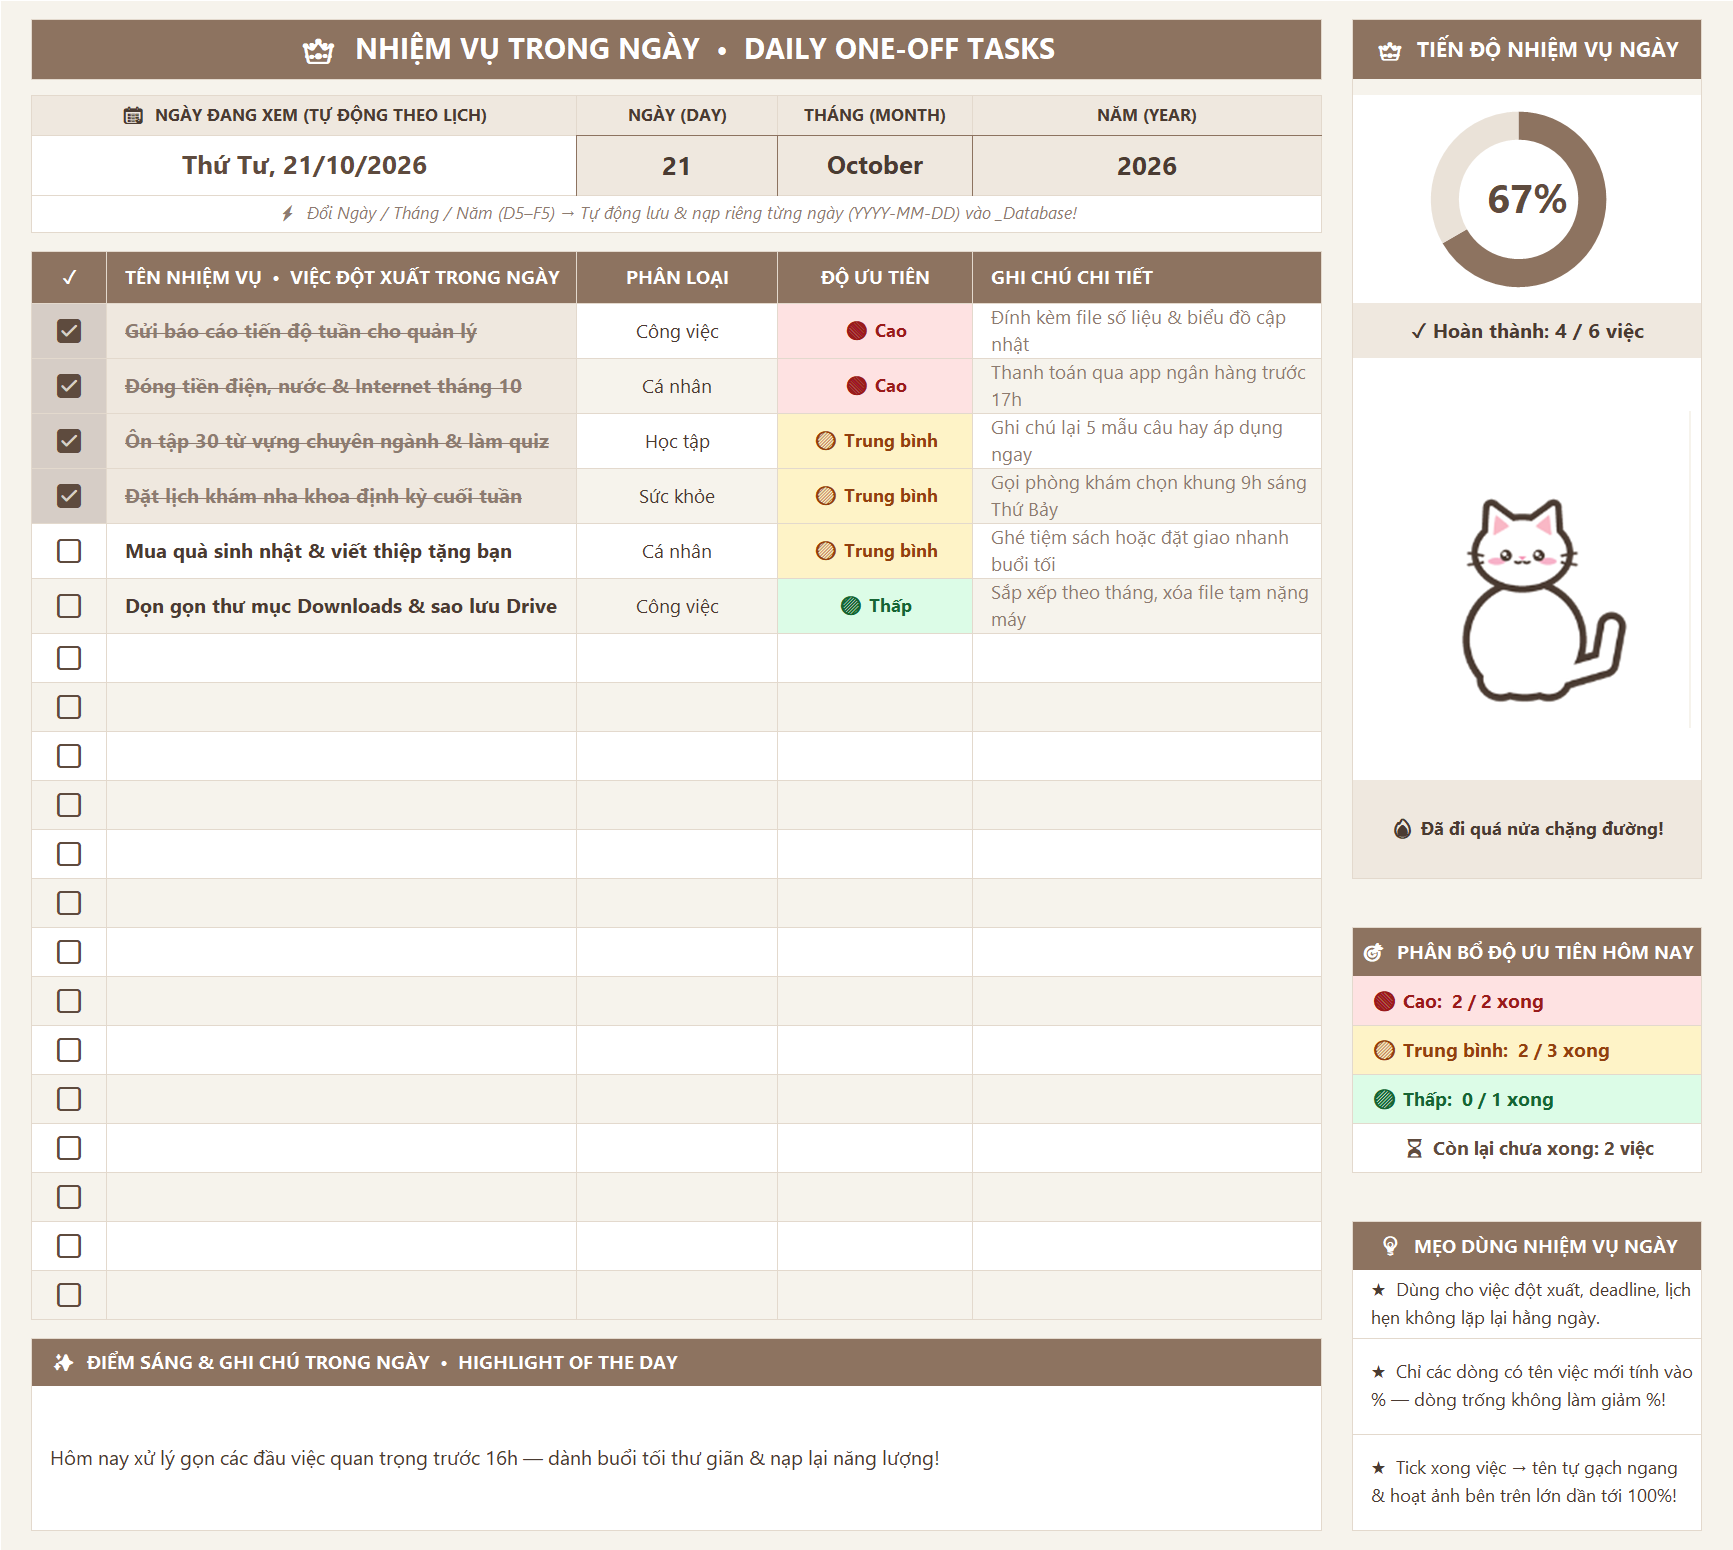 NHIỆM VỤ TRONG NGÀY • DAILY ONE-OFF TASKS
NGÀY ĐANG XEM (TỰ ĐỘNG THEO LỊCH)
NGÀY (DAY)
THÁNG (MONTH)
NĂM (YEAR)
Thứ Tư, 21/10/2026
21
October
2026
Đổi Ngày / Tháng / Năm (D5–F5) → Tự động lưu & nạp riêng từng ngày (YYYY-MM-DD) vào _Database!
✓
TÊN NHIỆM VỤ • VIỆC ĐỘT XUẤT TRONG NGÀY
PHÂN LOẠI
ĐỘ ƯU TIÊN
GHI CHÚ CHI TIẾT
Gửi báo cáo tiến độ tuần cho quản lý
Công việc
Cao
Đính kèm file số liệu & biểu đồ cập
nhật
Đóng tiền điện, nước & Internet tháng 10
Cá nhân
Cao
Thanh toán qua app ngân hàng trước
17h
Ôn tập 30 từ vựng chuyên ngành & làm quiz
Học tập
Trung bình
Ghi chú lại 5 mẫu câu hay áp dụng
ngay
Đặt lịch khám nha khoa định kỳ cuối tuần
Sức khỏe
Trung bình
Gọi phòng khám chọn khung 9h sáng
Thứ Bảy
Mua quà sinh nhật & viết thiệp tặng bạn
Cá nhân
Trung bình
Ghé tiệm sách hoặc đặt giao nhanh
buổi tối
Dọn gọn thư mục Downloads & sao lưu Drive
Công việc
Thấp
Sắp xếp theo tháng, xóa file tạm nặng
máy
ĐIỂM SÁNG & GHI CHÚ TRONG NGÀY • HIGHLIGHT OF THE DAY
Hôm nay xử lý gọn các đầu việc quan trọng trước 16h — dành buổi tối thư giãn & nạp lại năng lượng!
TIẾN ĐỘ NHIỆM VỤ NGÀY
67%
✓ Hoàn thành: 4 / 6 việc
Đã đi quá nửa chặng đường!
PHÂN BỔ ĐỘ ƯU TIÊN HÔM NAY
Cao: 2 / 2 xong
Trung bình: 2 / 3 xong
Thấp: 0 / 1 xong
Còn lại chưa xong: 2 việc
MẸO DÙNG NHIỆM VỤ NGÀY
★ Dùng cho việc đột xuất, deadline, lịch
hẹn không lặp lại hằng ngày.
★ Chỉ các dòng có tên việc mới tính vào
% — dòng trống không làm giảm %!
★ Tick xong việc → tên tự gạch ngang
& hoạt ảnh bên trên lớn dần tới 100%!